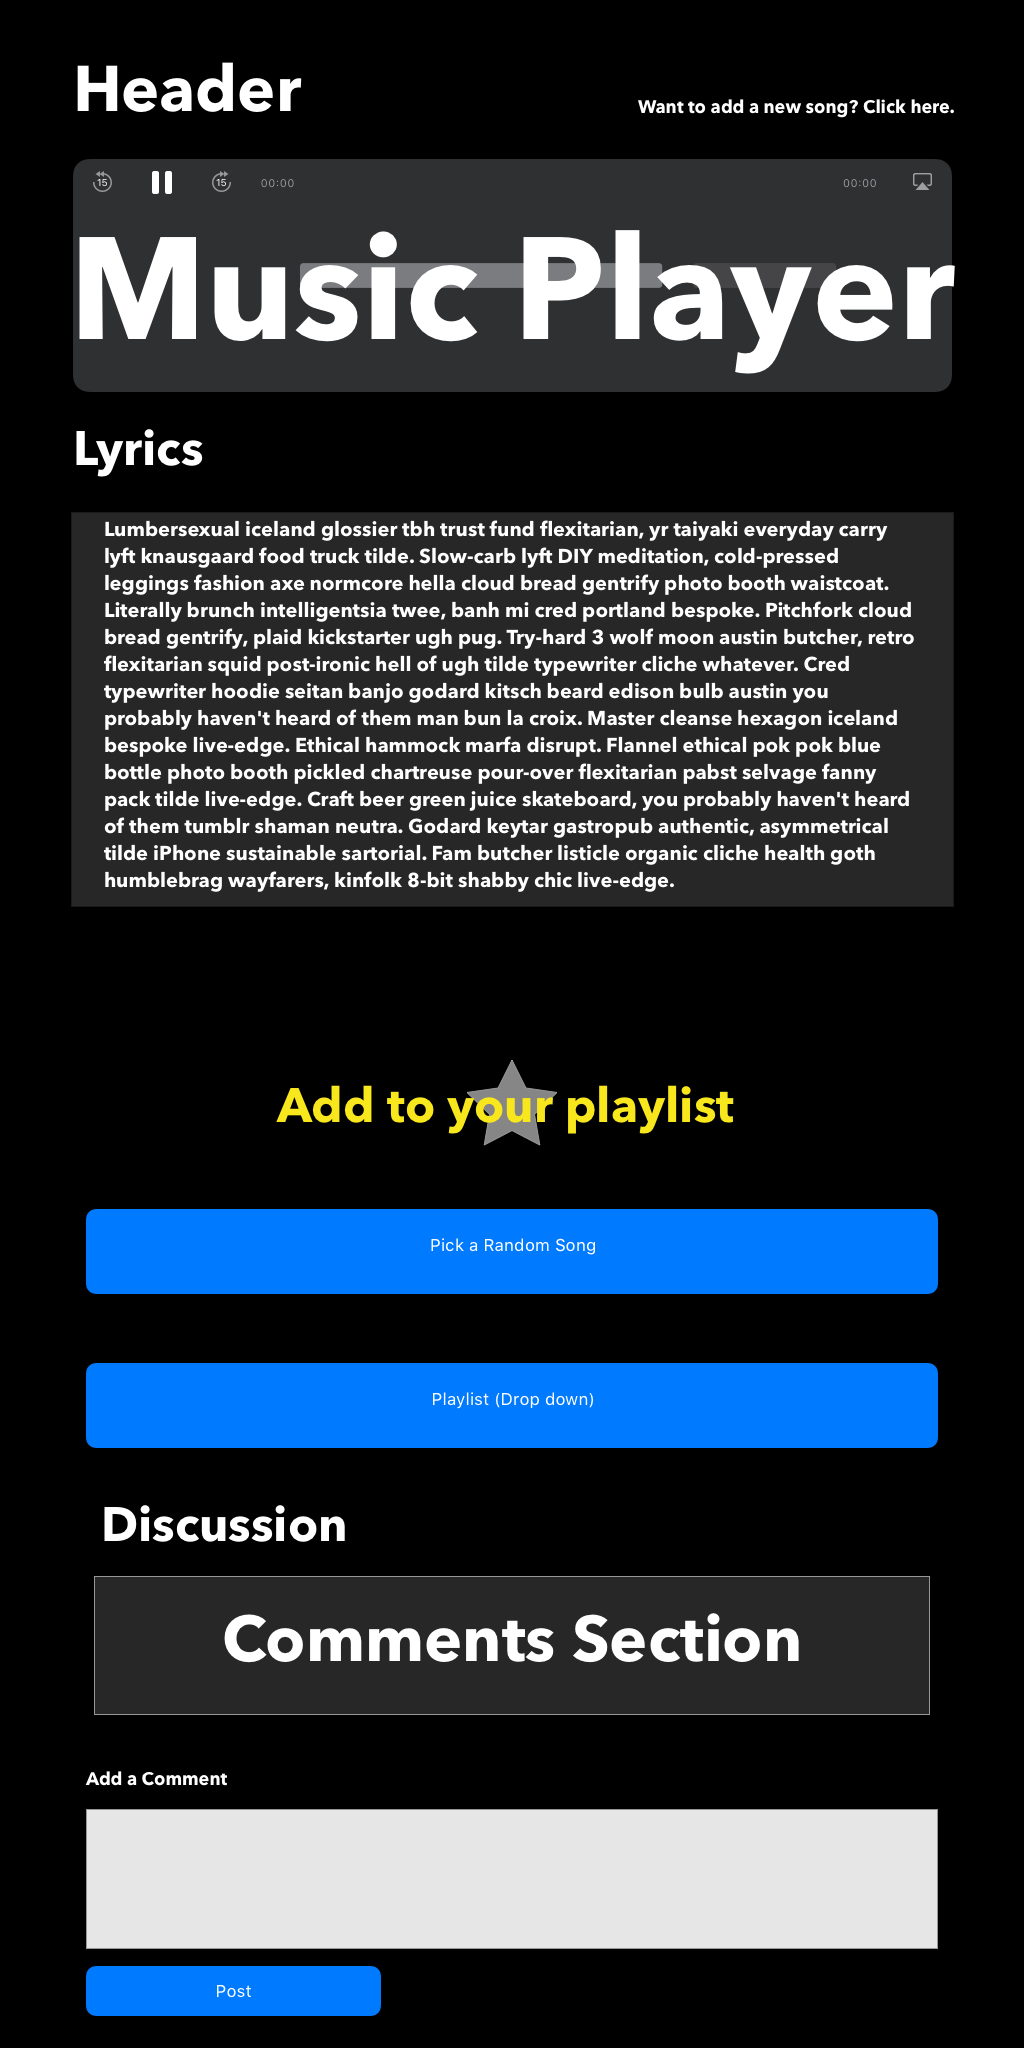 Header
Want to add a new song? Click here.
15
15
00:00
00:00
Music Player
Lyrics
Lumbersexual iceland glossier tbh trust fund flexitarian, yr taiyaki everyday carry
lyft knausgaard food truck tilde. Slow-carb lyft DIY meditation, cold-pressed
leggings fashion axe normcore hella cloud bread gentrify photo booth waistcoat.
Literally brunch intelligentsia twee, banh mi cred portland bespoke. Pitchfork cloud
bread gentrify, plaid kickstarter ugh pug. Try-hard 3 wolf moon austin butcher, retro
flexitarian squid post-ironic hell of ugh tilde typewriter cliche whatever. Cred
typewriter hoodie seitan banjo godard kitsch beard edison bulb austin you
probably haven't heard of them man bun la croix. Master cleanse hexagon iceland
bespoke live-edge. Ethical hammock marfa disrupt. Flannel ethical pok pok blue
bottle photo booth pickled chartreuse pour-over flexitarian pabst selvage fanny
pack tilde live-edge. Craft beer green juice skateboard, you probably haven't heard
of them tumblr shaman neutra. Godard keytar gastropub authentic, asymmetrical
tilde iPhone sustainable sartorial. Fam butcher listicle organic cliche health goth
humblebrag wayfarers, kinfolk 8-bit shabby chic live-edge.
Add to your playlist
Pick a Random Song
Playlist (Drop down)
Discussion
Comments Section
Add a Comment
Post